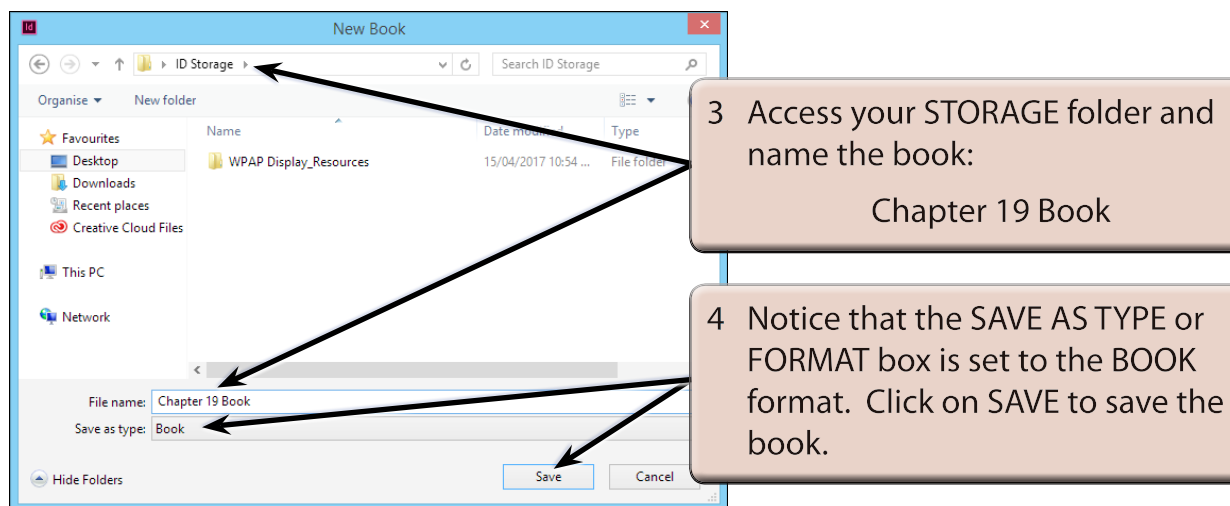 Id
New Book
ID Storage
Search ID Storage
Organise
New folder
Favourites
Desktop
Downloads
Recent places
Creative Cloud Files
This PC
Network
Name
Date modified
Type
WPAP Display_Resources
15/04/2017 10:54 ...
File folder
File name: Chapter 19 Book
Save as type: Book
Hide Folders
Save
Cancel
3 Access your STORAGE folder and
name the book:
Chapter 19 Book
4 Notice that the SAVE AS TYPE or
FORMAT box is set to the BOOK
format. Click on SAVE to save the
book.